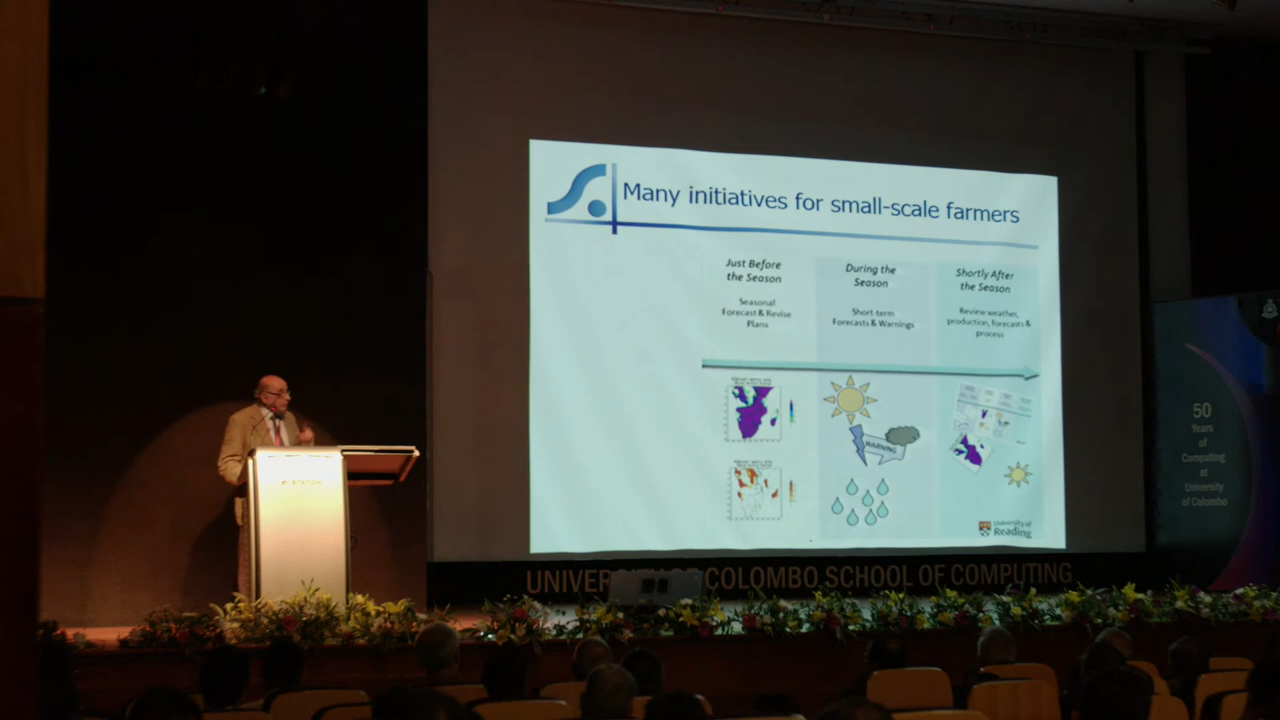 Many initiatives for small-scale farmers
Just Before
the Season
Seasonal
Forecast & Revise
Plans
During the
Season
Short-term
Forecasts & Warnings
Shortly After
the Season
Review weather,
production, forecasts &
process
WARNING
University of
Reading
50
Years
of
Computing
at
University
of Colombo
COLOMBO SCHOOL OF COMPUTING